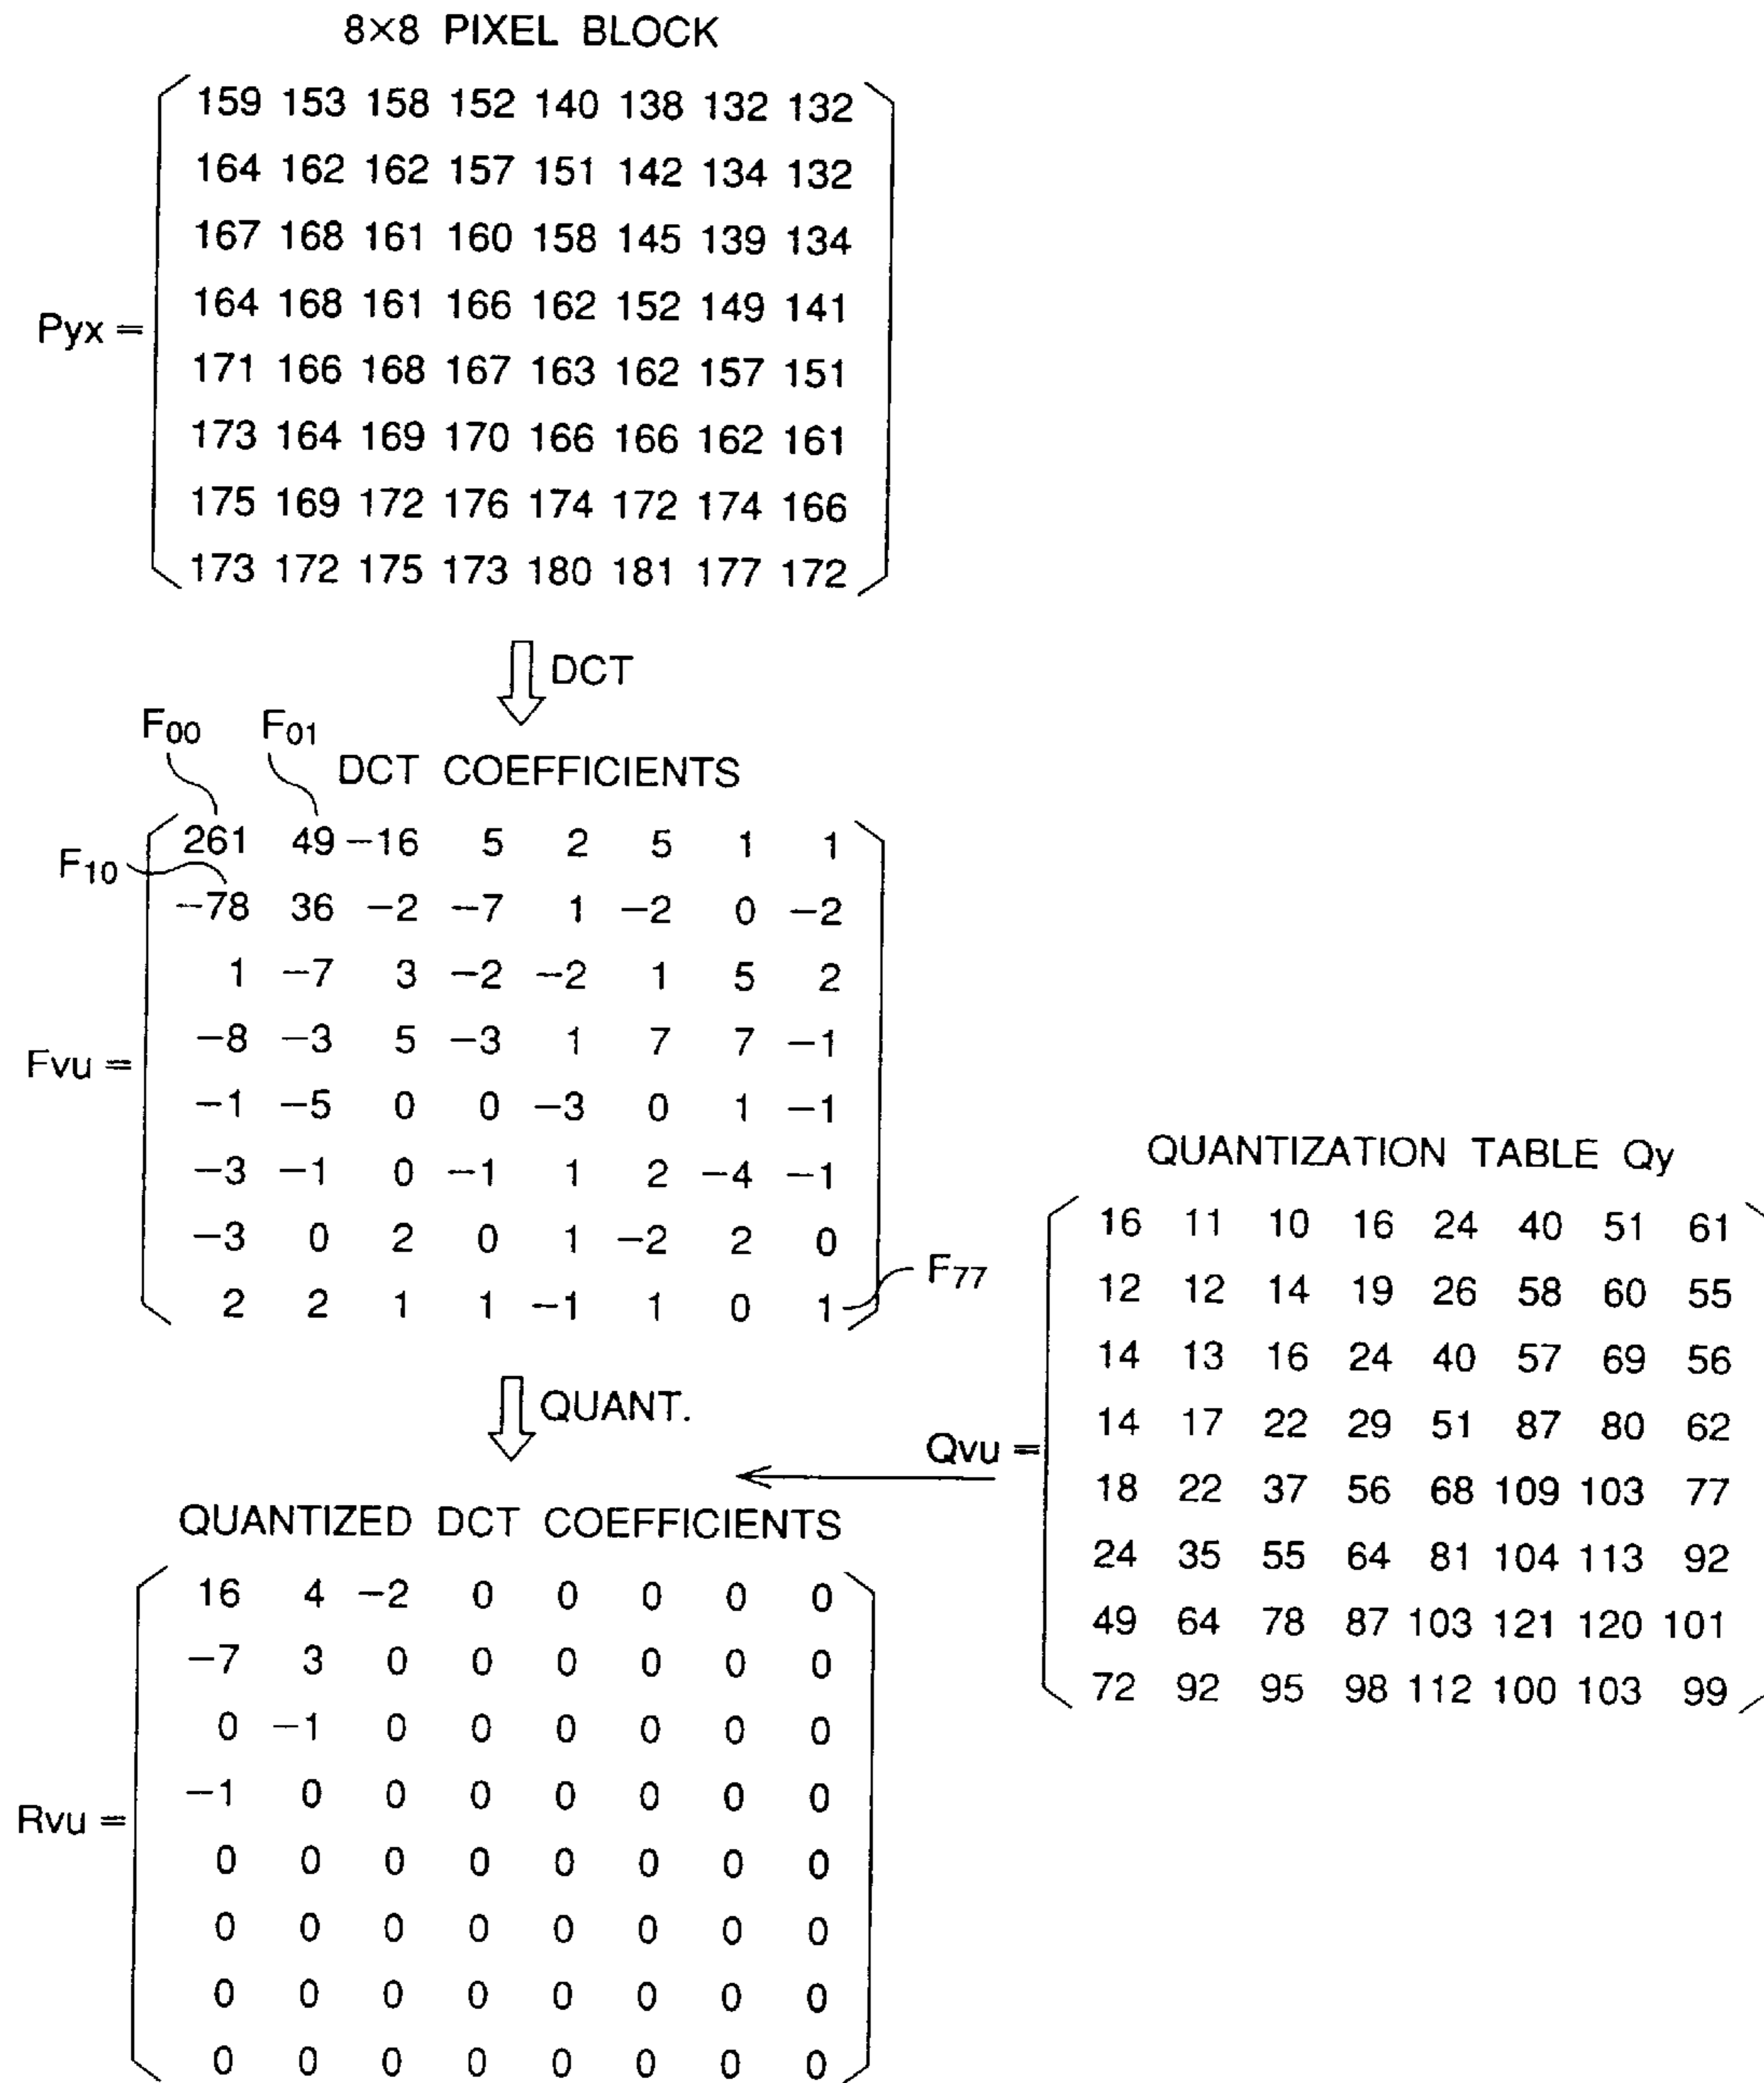 8×8 PIXEL BLOCK
159 153 158 152 140 138 132 132
164 162 162 157 151 142 134 132
167 168 161 160 158 145 139 134
164 168 161 166 162 152 149 141
Pyx =
171 166 168 167 163 162 157 151
173 164 169 170 166 166 162 161
175 169 172 176 174 172 174 166
173 172 175 173 180 181 177 172
DCT
F00 F01
DCT COEFFICIENTS
261 49 −16 5 2 5 1 1
F10
−78 36 −2 −7 1 −2 0 −2
1 −7 3 −2 −2 1 5 2
−8 −3 5 −3 1 7 7 −1
Fvu =
−1 −5 0 0 −3 0 1 −1
−3 −1 0 −1 1 2 −4 −1
−3 0 2 0 1 −2 2 0
F77
2 2 1 1 −1 1 0 1
QUANT.
QUANTIZATION TABLE Qy
16 11 10 16 24 40 51 61
12 12 14 19 26 58 60 55
14 13 16 24 40 57 69 56
14 17 22 29 51 87 80 62
Qvu =
18 22 37 56 68 109 103 77
24 35 55 64 81 104 113 92
49 64 78 87 103 121 120 101
72 92 95 98 112 100 103 99
QUANTIZED DCT COEFFICIENTS
16 4 −2 0 0 0 0 0
−7 3 0 0 0 0 0 0
0 −1 0 0 0 0 0 0
−1 0 0 0 0 0 0 0
Rvu =
0 0 0 0 0 0 0 0
0 0 0 0 0 0 0 0
0 0 0 0 0 0 0 0
0 0 0 0 0 0 0 0